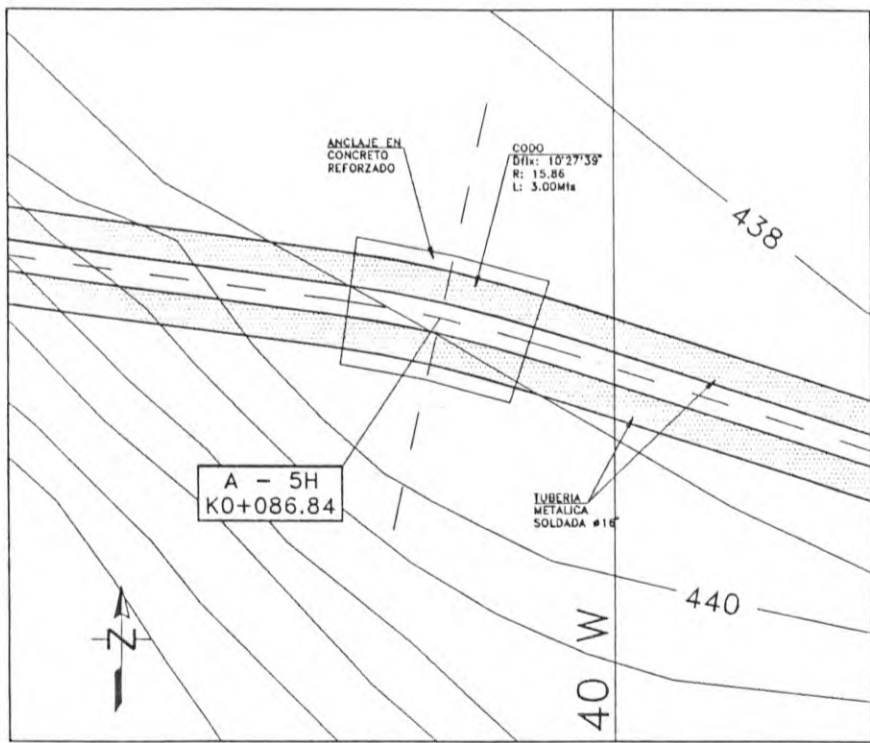 ANCLAJE EN
CONCRETO
REFORZADO
CODO
Dflx: 10°27'39"
R: 15.86
L: 3.00Mts
438
A - 5H
K0+086.84
TUBERIA
METALICA
SOLDADA ø16"
440
40 W
N